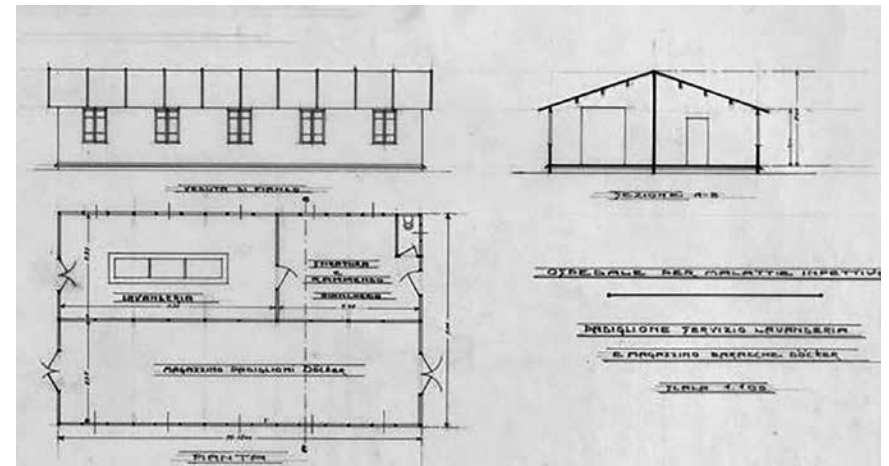 VEDUTA DI FIANCO
SEZIONE A-B
STIRATURA
E
RAMMENDO
BIANCHERIA
LAVANDERIA
MAGAZZINO PADIGLIONI DÖCKER
PIANTA
OSPEDALE PER MALATTIE INFETTIVE
PADIGLIONE SERVIZIO LAVANDERIA
E MAGAZZINO BARACCHE DÖCKER
SCALA 1:100